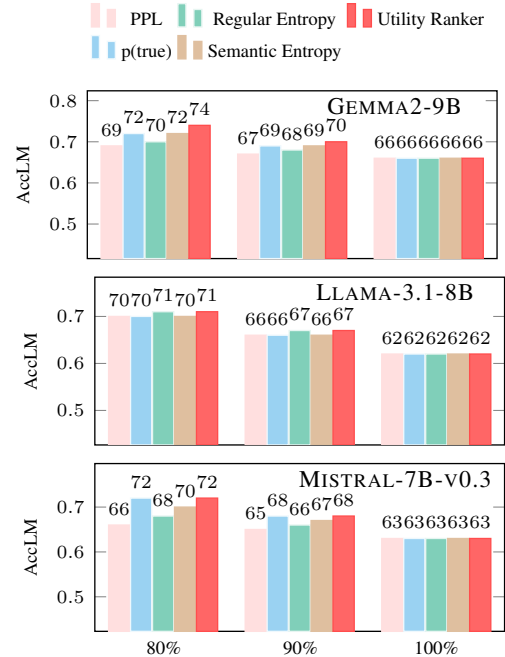 PPL Regular Entropy Utility Ranker
p(true) Semantic Entropy
GEMMA2-9B
AccLM
0.8
0.7
0.6
0.5
69 72 70 72 74
67 69 68 69 70
66 66 66 66 66
LLAMA-3.1-8B
AccLM
0.7
0.6
0.5
70 70 71 70 71
66 66 67 66 67
62 62 62 62 62
MISTRAL-7B-V0.3
AccLM
0.7
0.6
0.5
66 72 68 70 72
65 68 66 67 68
63 63 63 63 63
80% 90% 100%